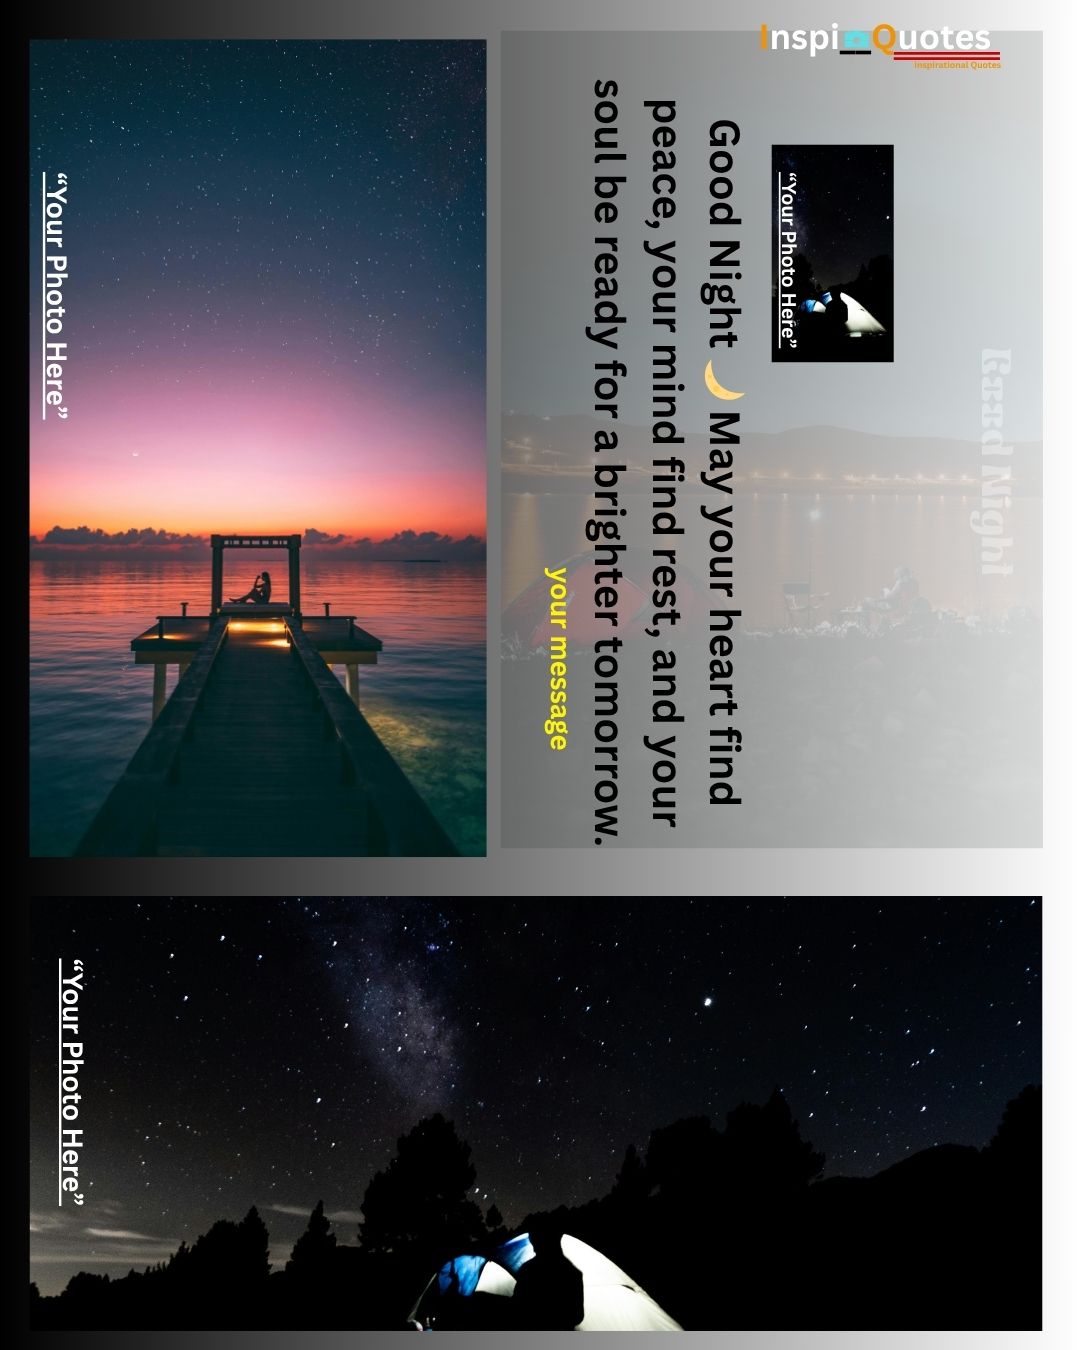 InspiQuotes
inspirational Quotes
Good Night
"Your Photo Here"
Good Night 🌙 May your heart find
peace, your mind find rest, and your
soul be ready for a brighter tomorrow.
your message
"Your Photo Here"
"Your Photo Here"